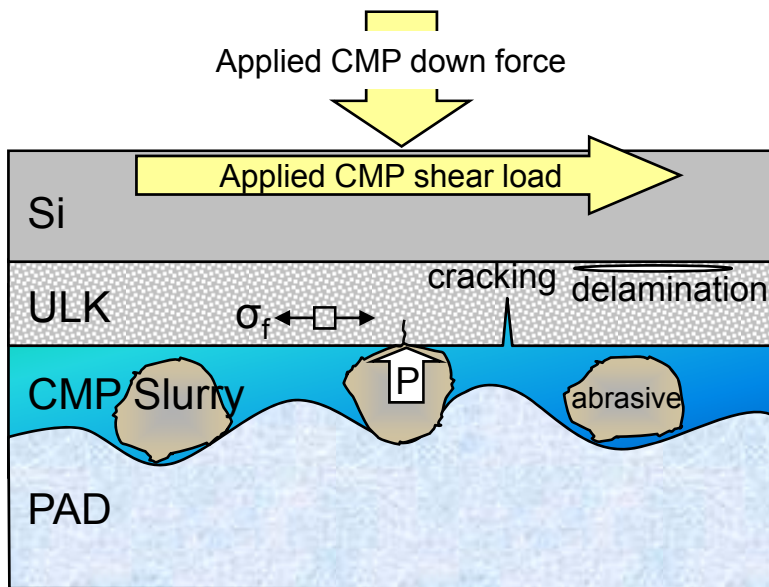 Applied CMP down force
Applied CMP shear load
Si
cracking
delamination
ULK
σf
P
CMP Slurry
abrasive
PAD